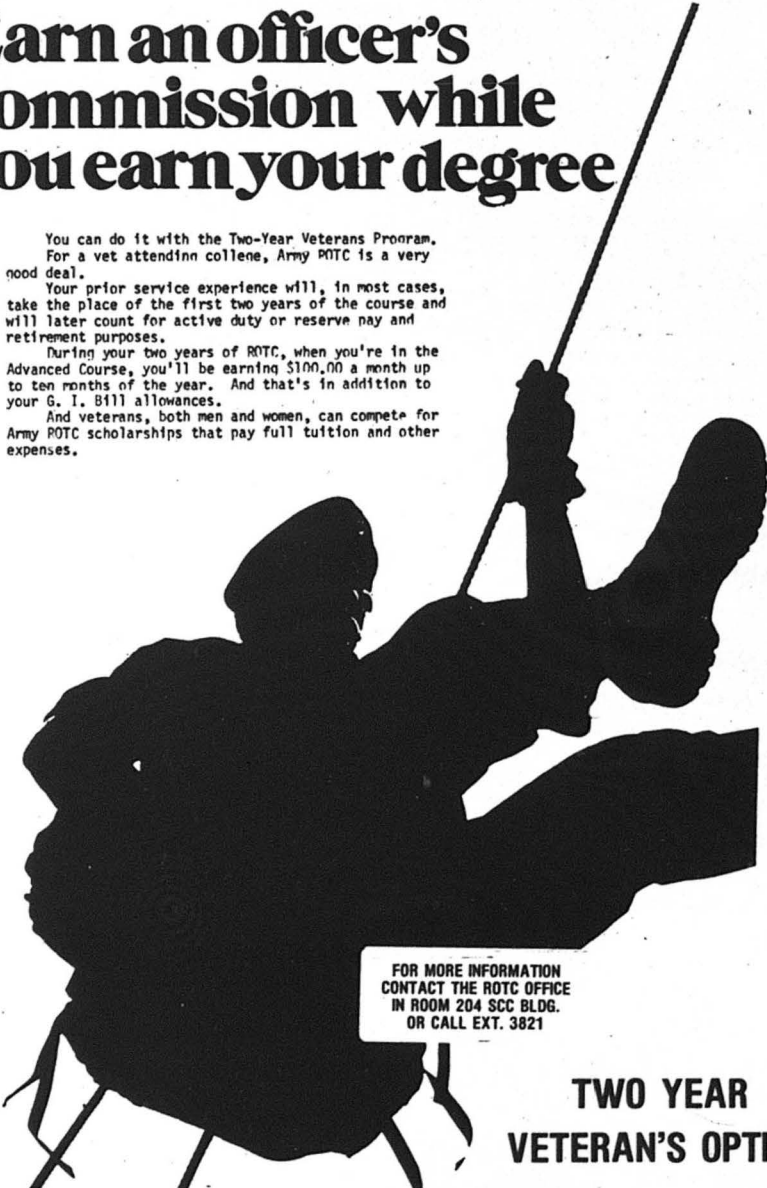 arn an officer's
ommission while
ou earn your degree
You can do it with the Two-Year Veterans Program.
For a vet attending college, Army ROTC is a very
good deal.
Your prior service experience will, in most cases,
take the place of the first two years of the course and
will later count for active duty or reserve pay and
retirement purposes.
During your two years of ROTC, when you're in the
Advanced Course, you'll be earning $100.00 a month up
to ten months of the year. And that's in addition to
your G. I. Bill allowances.
And veterans, both men and women, can compete for
Army ROTC scholarships that pay full tuition and other
expenses.
FOR MORE INFORMATION
CONTACT THE ROTC OFFICE
IN ROOM 204 SCC BLDG.
OR CALL EXT. 3821
TWO YEAR
VETERAN'S OPTI